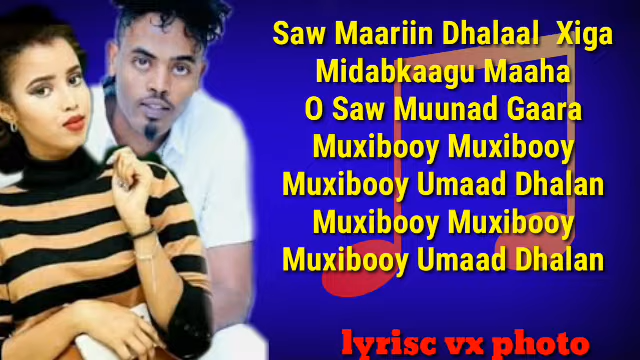 Saw Maariin Dhalaal Xiga
Midabkaagu Maaha
O Saw Muunad Gaara
Muxibooy Muxibooy
Muxibooy Umaad Dhalan
Muxibooy Muxibooy
Muxibooy Umaad Dhalan
lyrisc vx photo